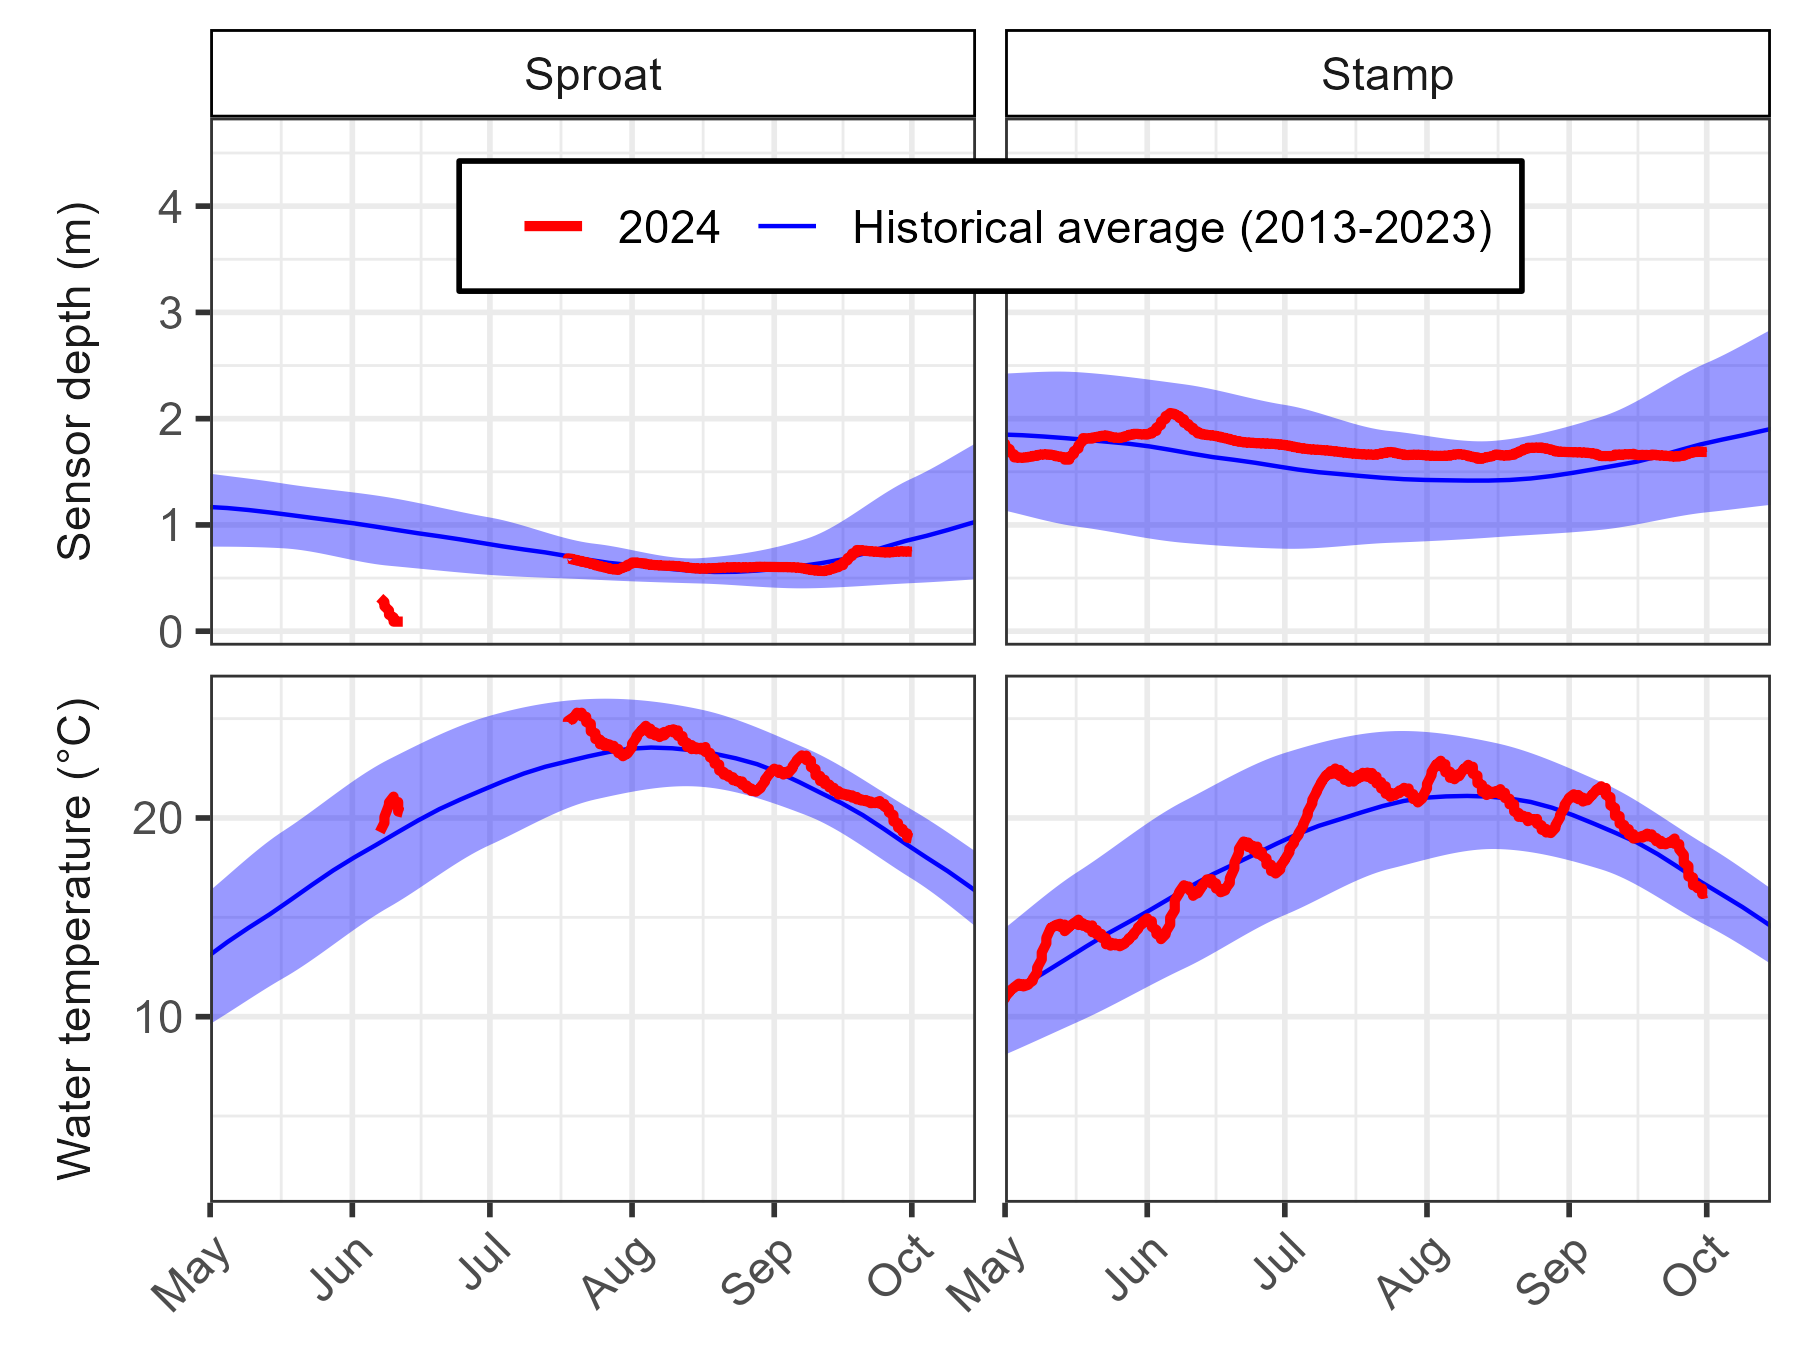 Sproat
Stamp
2024
Historical average (2013-2023)
Sensor depth (m)
4
3
2
1
0
Water temperature (°C)
20
10
May
Jun
Jul
Aug
Sep
Oct
May
Jun
Jul
Aug
Sep
Oct